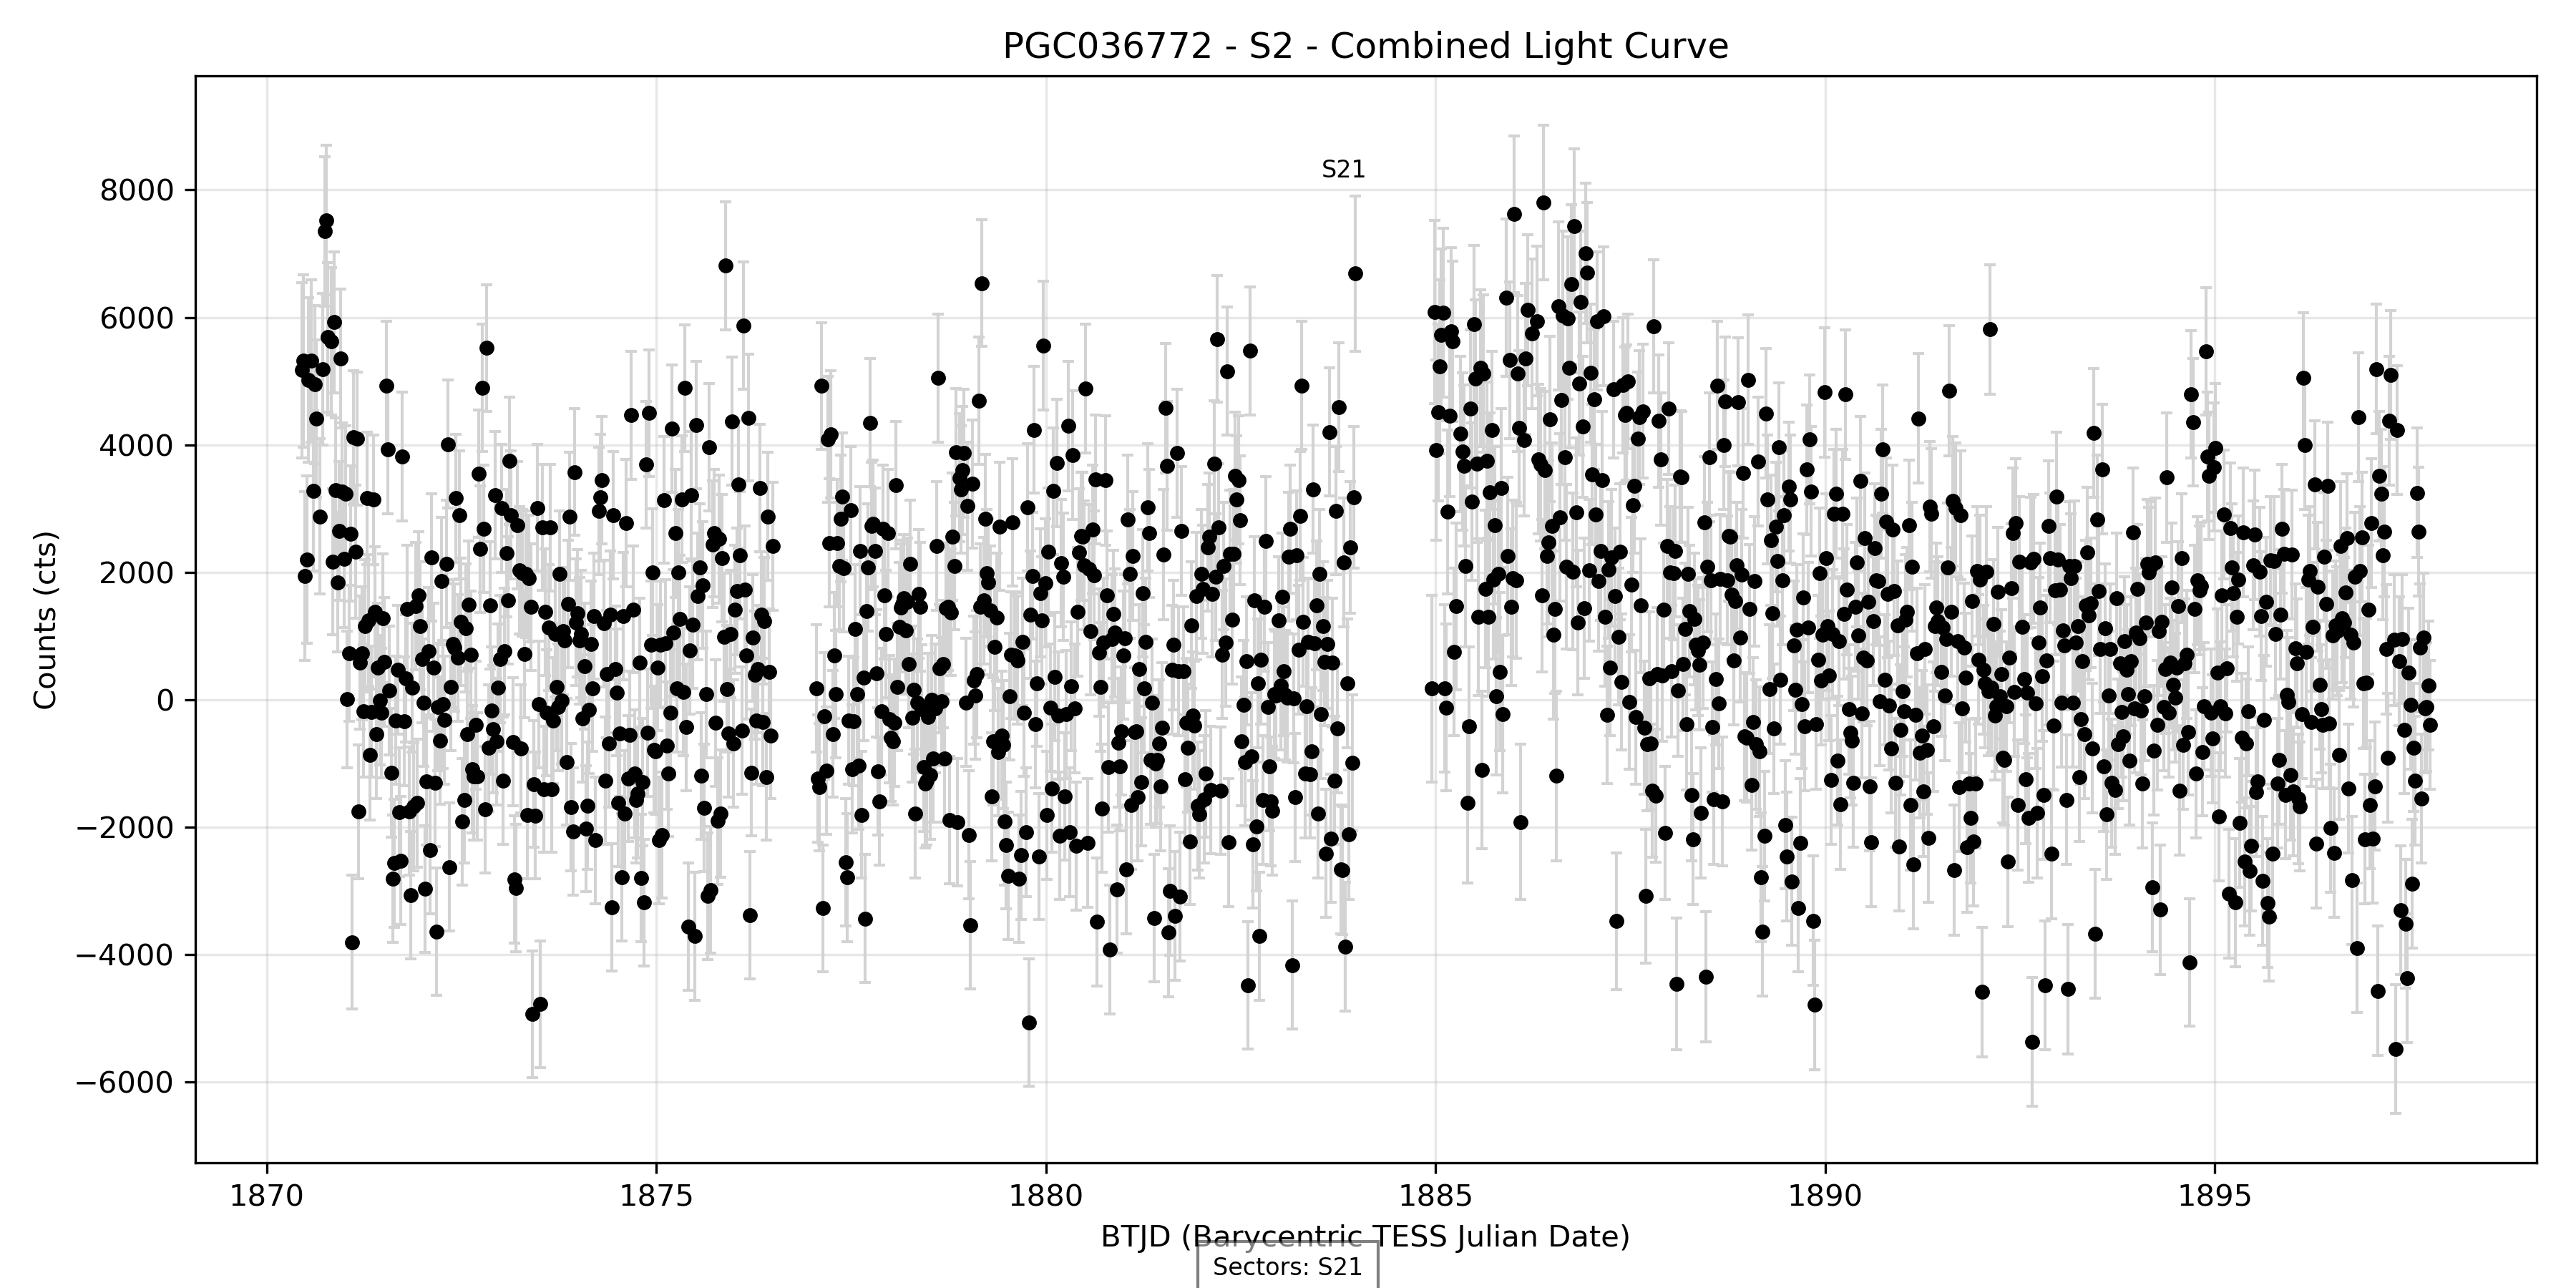 PGC036772 - S2 - Combined Light Curve
S21
8000
6000
4000
2000
0
−2000
−4000
−6000
Counts (cts)
1870 1875 1880 1885 1890 1895
BTJD (Barycentric TESS Julian Date)
Sectors: S21